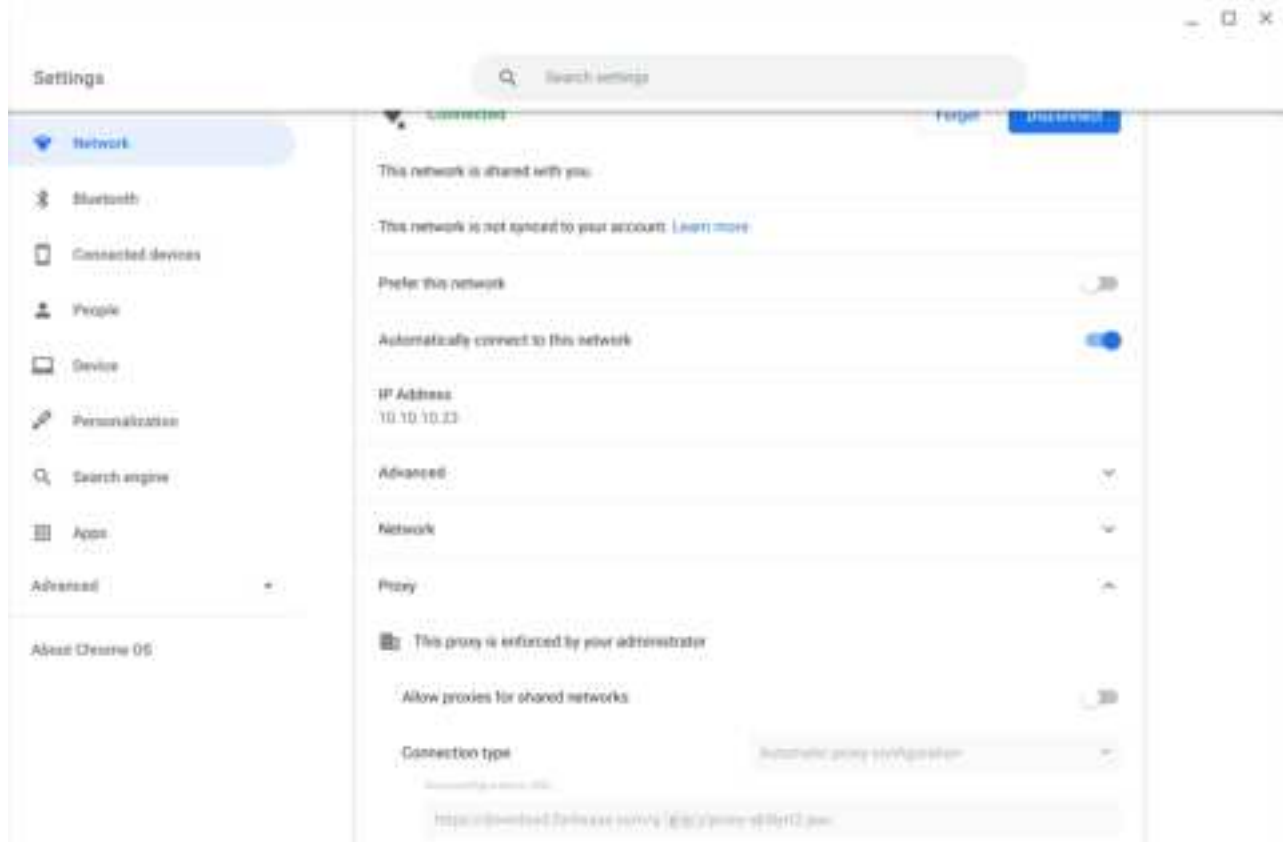 Settings
Search settings
Connected
Forget
Disconnect
Network
Bluetooth
Connected devices
People
Device
Personalization
Search engine
Apps
Advanced
About Chrome OS
This network is shared with you
This network is not synced to your account. Learn more
Prefer this network
Automatically connect to this network
IP Address
10.10.10.23
Advanced
Network
Proxy
This proxy is enforced by your administrator
Allow proxies for shared networks
Connection type
Automatic proxy configuration